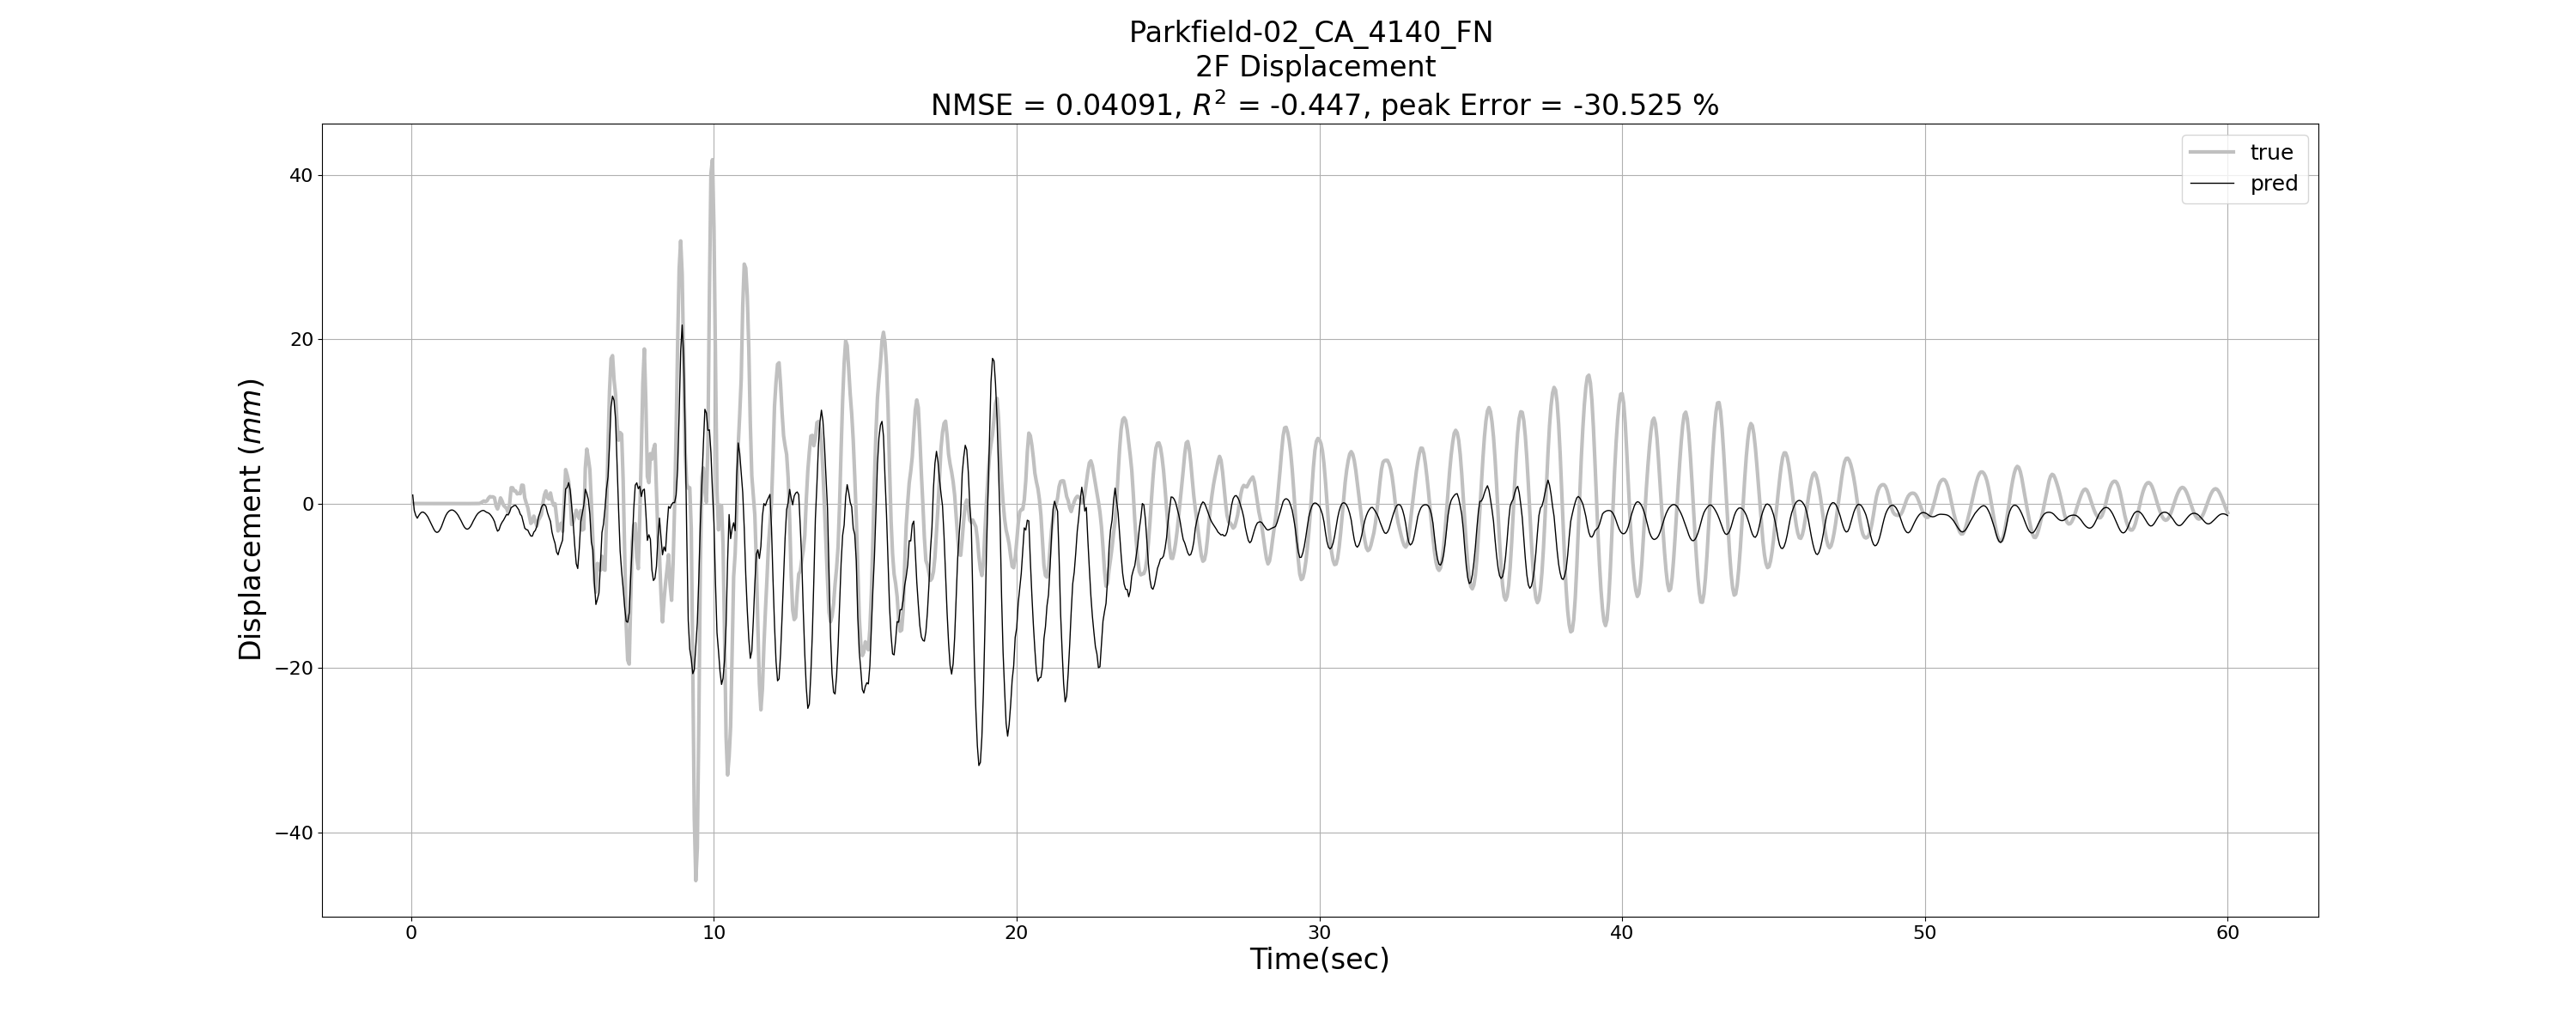 Parkfield-02_CA_4140_FN
2F Displacement
NMSE = 0.04091, R² = -0.447, peak Error = -30.525 %
true
pred
Displacement (mm)
40
20
0
−20
−40
0 10 20 30 40 50 60
Time(sec)